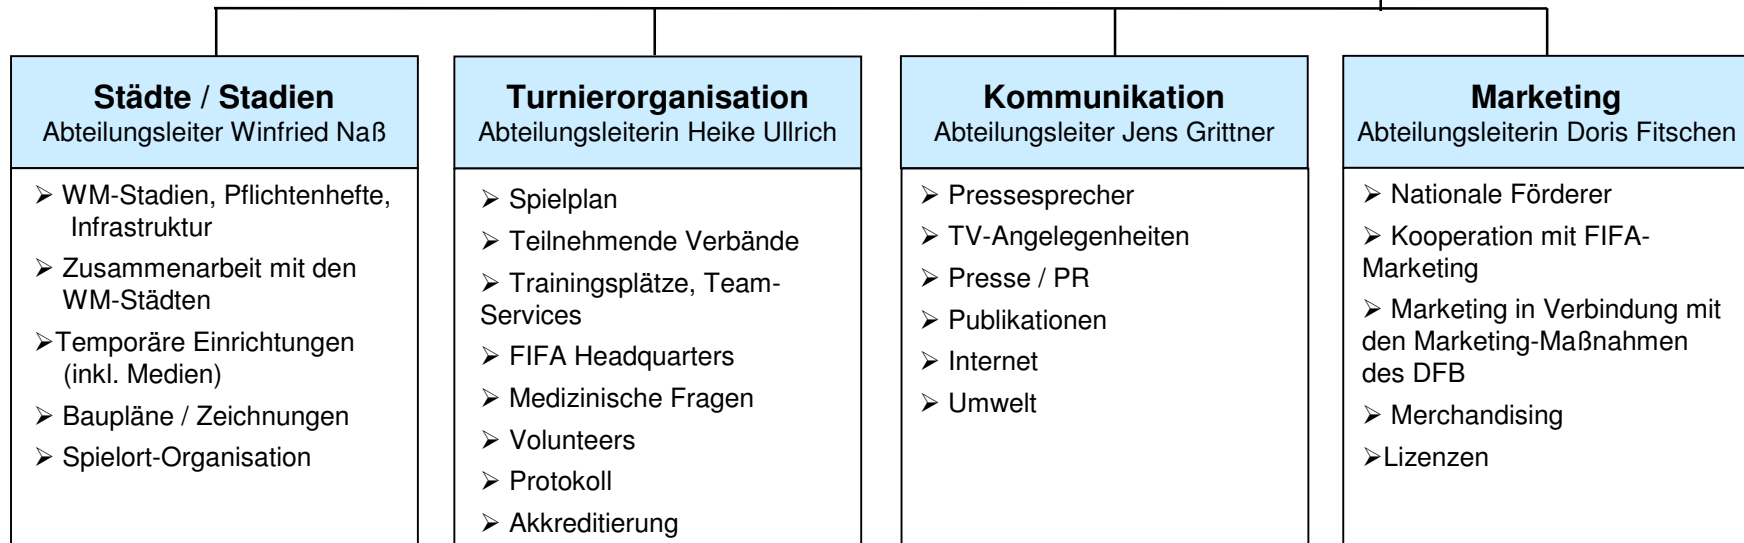 Städte / Stadien
Abteilungsleiter Winfried Naß
➢ WM-Stadien, Pflichtenhefte,
Infrastruktur
➢ Zusammenarbeit mit den
WM-Städten
➢Temporäre Einrichtungen
(inkl. Medien)
➢ Baupläne / Zeichnungen
➢ Spielort-Organisation
Turnierorganisation
Abteilungsleiterin Heike Ullrich
➢ Spielplan
➢ Teilnehmende Verbände
➢ Trainingsplätze, Team-
Services
➢ FIFA Headquarters
➢ Medizinische Fragen
➢ Volunteers
➢ Protokoll
➢ Akkreditierung
Kommunikation
Abteilungsleiter Jens Grittner
➢ Pressesprecher
➢ TV-Angelegenheiten
➢ Presse / PR
➢ Publikationen
➢ Internet
➢ Umwelt
Marketing
Abteilungsleiterin Doris Fitschen
➢ Nationale Förderer
➢ Kooperation mit FIFA-
Marketing
➢ Marketing in Verbindung mit
den Marketing-Maßnahmen
des DFB
➢ Merchandising
➢Lizenzen